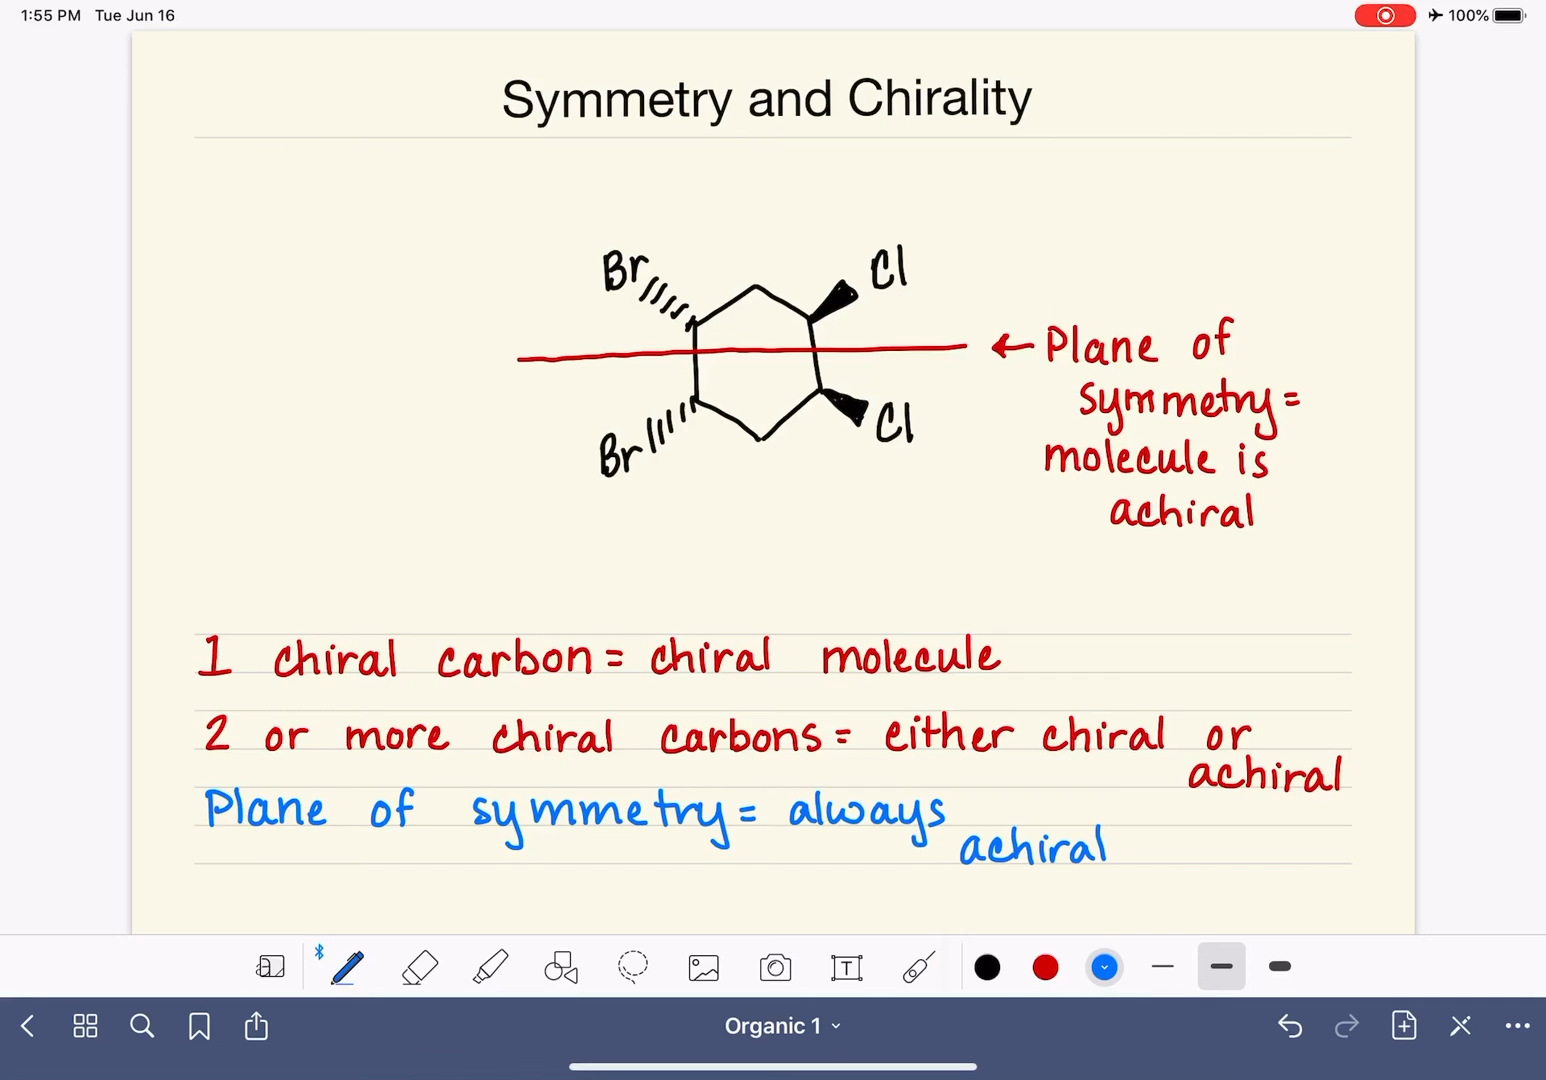 1:55 PM Tue Jun 16
100%
Symmetry and Chirality
Br
Cl
← Plane of
symmetry =
molecule is
achiral
Br
Cl
1 chiral carbon = chiral molecule
2 or more chiral carbons = either chiral or
achiral
Plane of symmetry = always
achiral
T
Organic 1